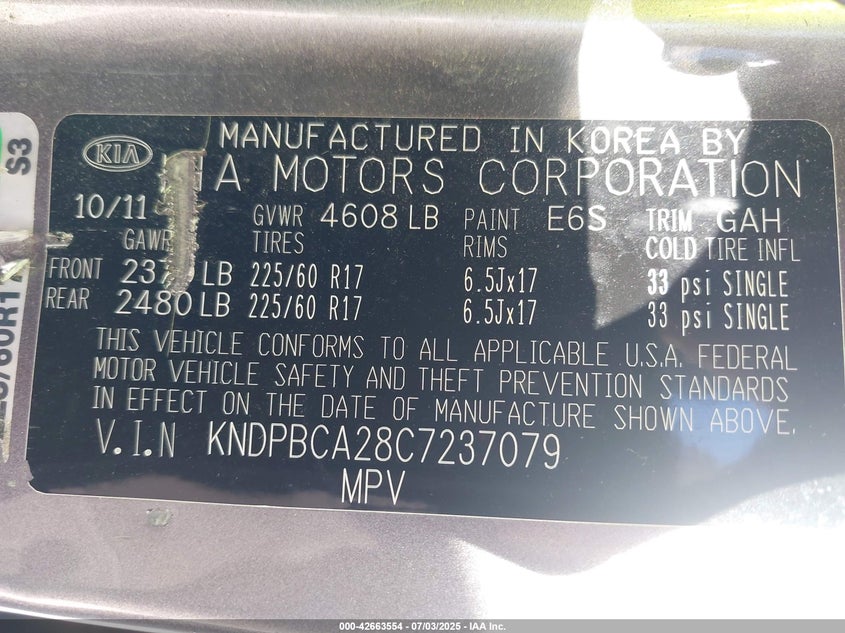 KIA
MANUFACTURED IN KOREA BY
A MOTORS CORPORATION
10/11 GVWR 4608 LB PAINT E6S TRIM GAH
GAWR TIRES RIMS COLD TIRE INFL
FRONT LB 225/60 R17 6.5Jx17 33 psi SINGLE
REAR 2480 LB 225/60 R17 6.5Jx17 33 psi SINGLE
THIS VEHICLE CONFORMS TO ALL APPLICABLE U.S.A. FEDERAL
MOTOR VEHICLE SAFETY AND THEFT PREVENTION STANDARDS
IN EFFECT ON THE DATE OF MANUFACTURE SHOWN ABOVE.
V.I.N KNDPBCA28C7237079
MPV
S3
000-42663554 - 07/03/2025 - IAA Inc.